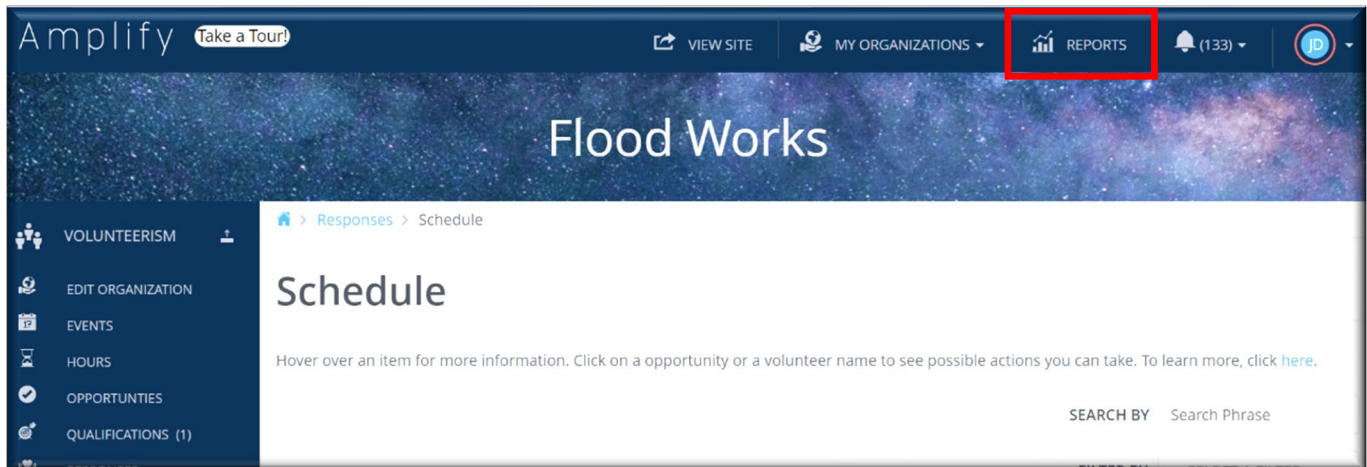 Amplify Take a Tour! VIEW SITE MY ORGANIZATIONS REPORTS (133) JD
Flood Works
VOLUNTEERISM
EDIT ORGANIZATION
17 EVENTS
HOURS
OPPORTUNTIES
QUALIFICATIONS (1)
> Responses > Schedule
Schedule
Hover over an item for more information. Click on a opportunity or a volunteer name to see possible actions you can take. To learn more, click here.
SEARCH BY Search Phrase